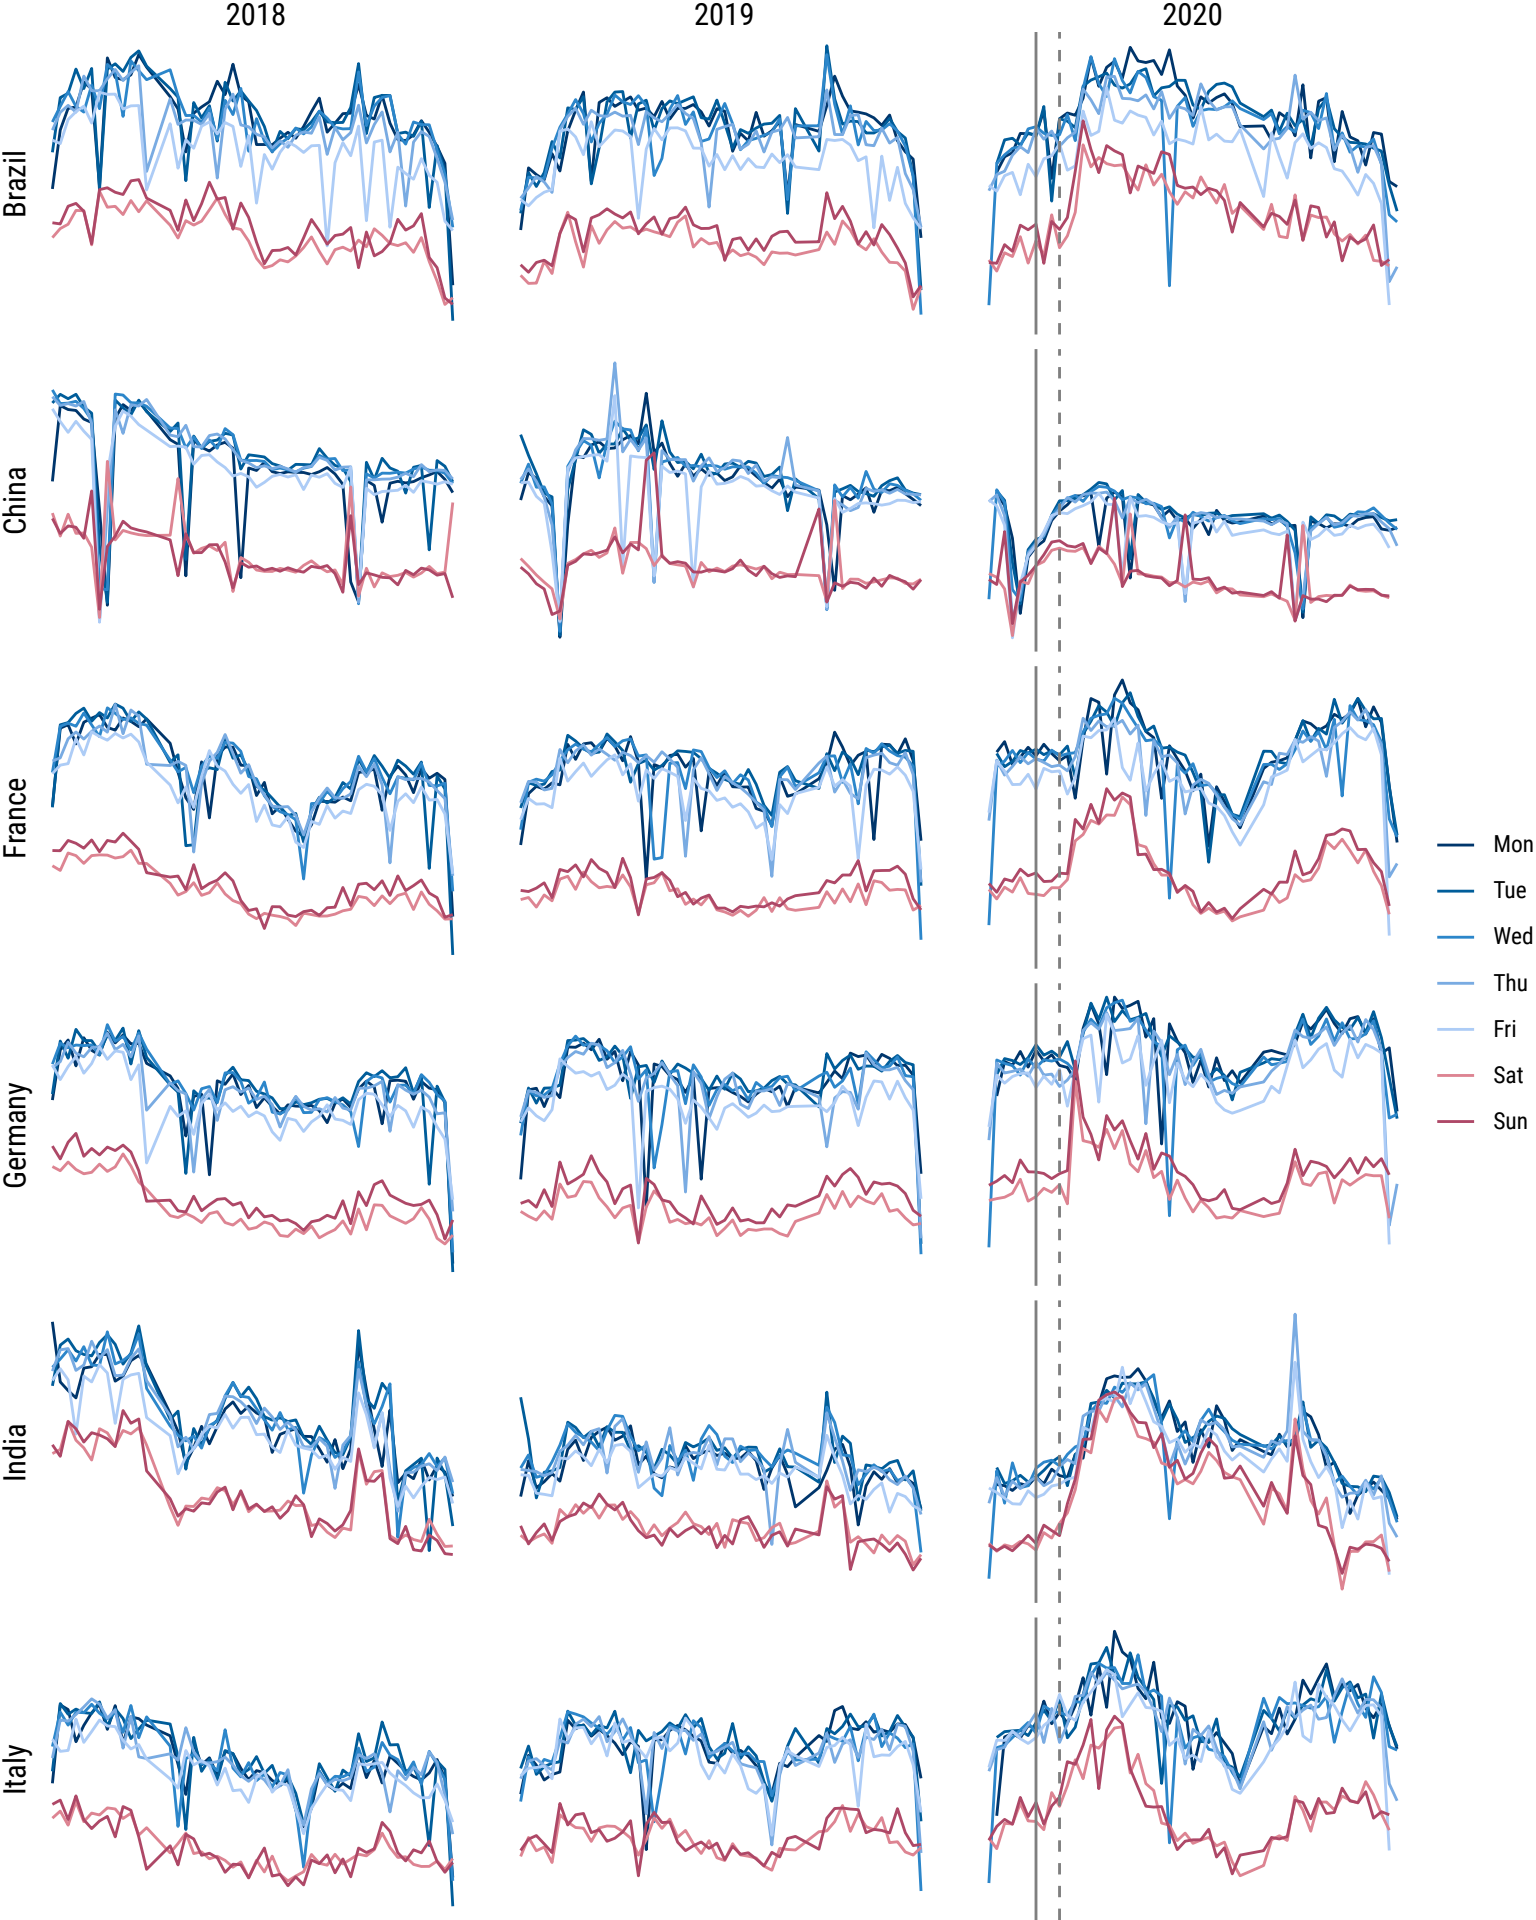 2018
2019
2020
Brazil
China
France
Germany
India
Italy
Mon
Tue
Wed
Thu
Fri
Sat
Sun